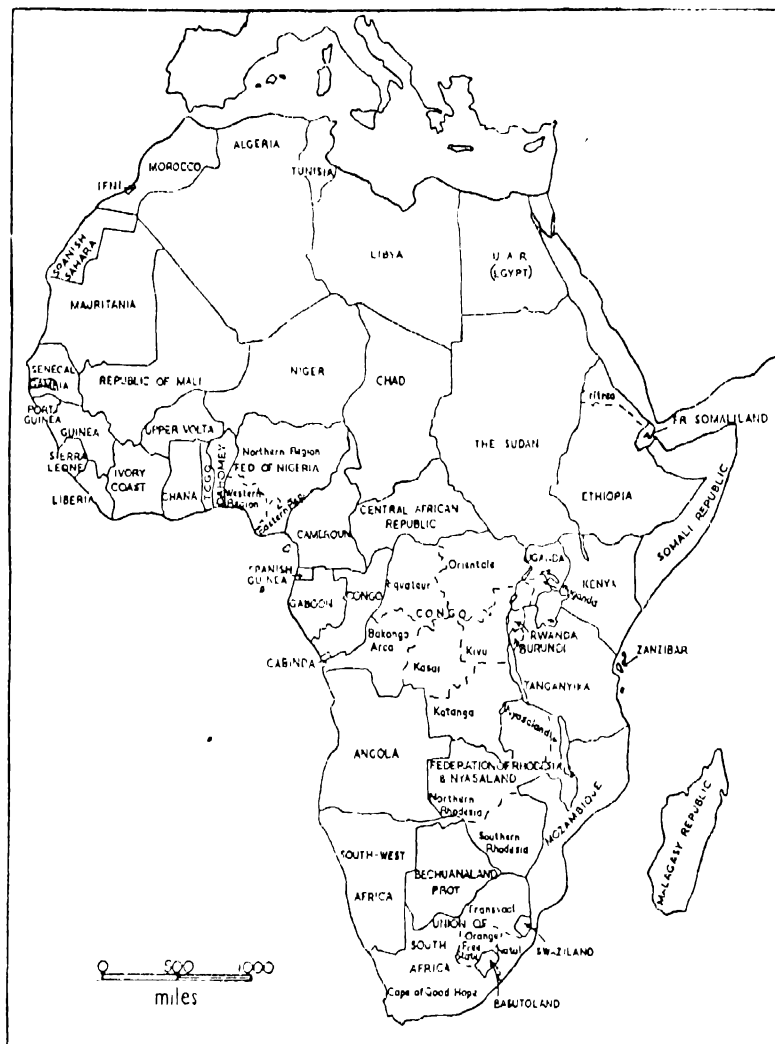 ALGERIA
MOROCCO
TUNISIA
IFNI
SPANISH
SAHARA
LIBYA
U A R
(EGYPT)
MAURITANIA
SENEGAL
GAMBIA
REPUBLIC OF MALI
NIGER
CHAD
THE SUDAN
Eritrea
FR SOMALILAND
PORT
GUINEA
GUINEA
UPPER VOLTA
SIERRA
LEONE
LIBERIA
IVORY
COAST
GHANA
TOGO
DAHOMEY
Northern Region
FED OF NIGERIA
Western
Region
Eastern Reg
ETHIOPIA
SOMALI REPUBLIC
CENTRAL AFRICAN
REPUBLIC
CAMEROUN
SPANISH
GUINEA
GABOON
CONGO
Equateur
Orientale
CONGO
UGANDA
KENYA
Bakongo
Area
Kasai
Kivu
RWANDA
BURUNDI
ZANZIBAR
CABINDA
TANGANYIKA
Katanga
Nyasaland
ANGOLA
FEDERATION OF RHODESIA
& NYASALAND
Northern
Rhodesia
MOZAMBIQUE
Southern
Rhodesia
MALAGASY REPUBLIC
SOUTH-WEST
AFRICA
BECHUANALAND
PROT
Transvaal
UNION OF
SOUTH
AFRICA
Orange
Free
State
Natal
SWAZILAND
Cape of Good Hope
BASUTOLAND
0 500 1,000
miles